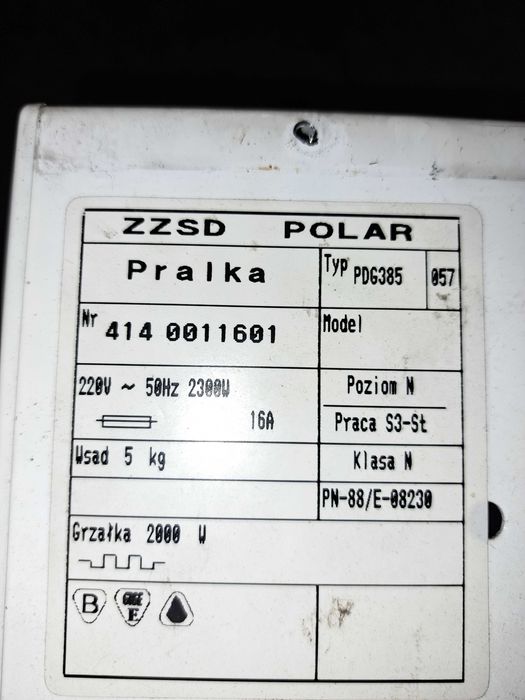 ZZSD POLAR
Pralka
Typ PDG385 057
Nr 414 0011601
Model
220V ~ 50Hz 2300W
16A
Poziom N
Praca S3-St
Wsad 5 kg
Klasa N
PN-88/E-08230
Grzałka 2000 W
B
E